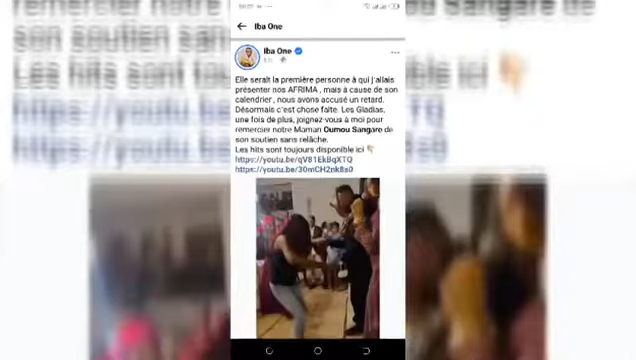 Iba One
Iba One
Elle serait la première personne à qui j'allais
présenter nos AFRIMA , mais à cause de son
calendrier , nous avons accusé un retard.
Désormais c'est chose faite. Les Gladias,
une fois de plus, joignez vous à moi pour
remercier notre Maman Oumou Sangare de
son soutien sans relâche.
Les hits sont toujours disponible ici 👇🏼
https://youtu.be/qV81EkBqXTQ
https://youtu.be/30mCH2nk8s0